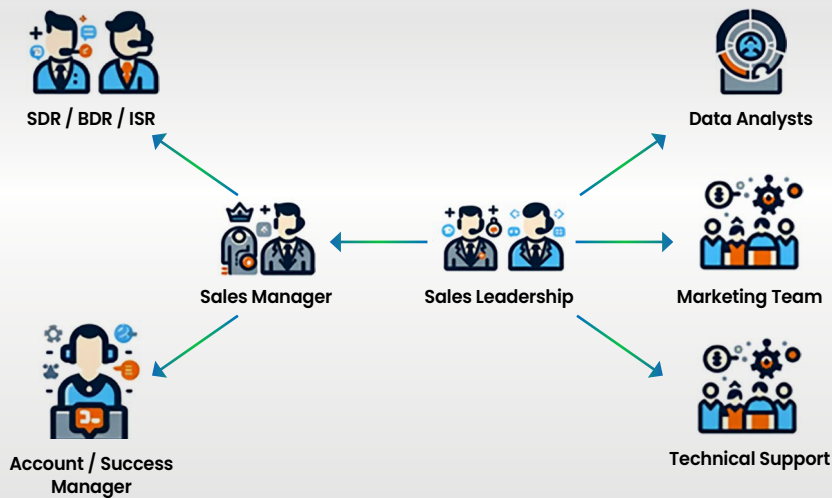 SDR / BDR / ISR
Data Analysts
Sales Manager
Sales Leadership
Marketing Team
Account / Success
Manager
Technical Support